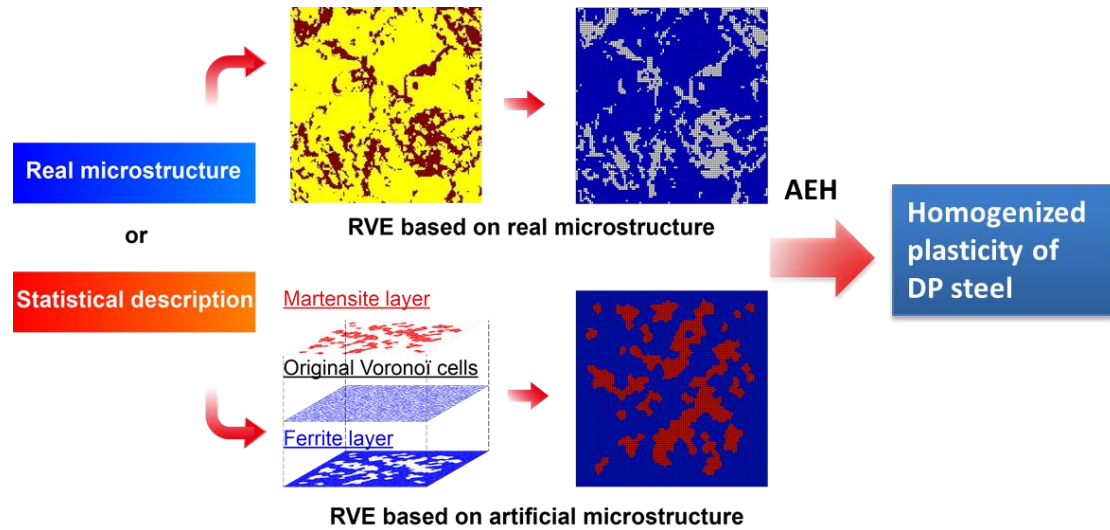 Real microstructure
or
Statistical description
RVE based on real microstructure
Martensite layer
Original Voronoï cells
Ferrite layer
RVE based on artificial microstructure
AEH
Homogenized
plasticity of
DP steel